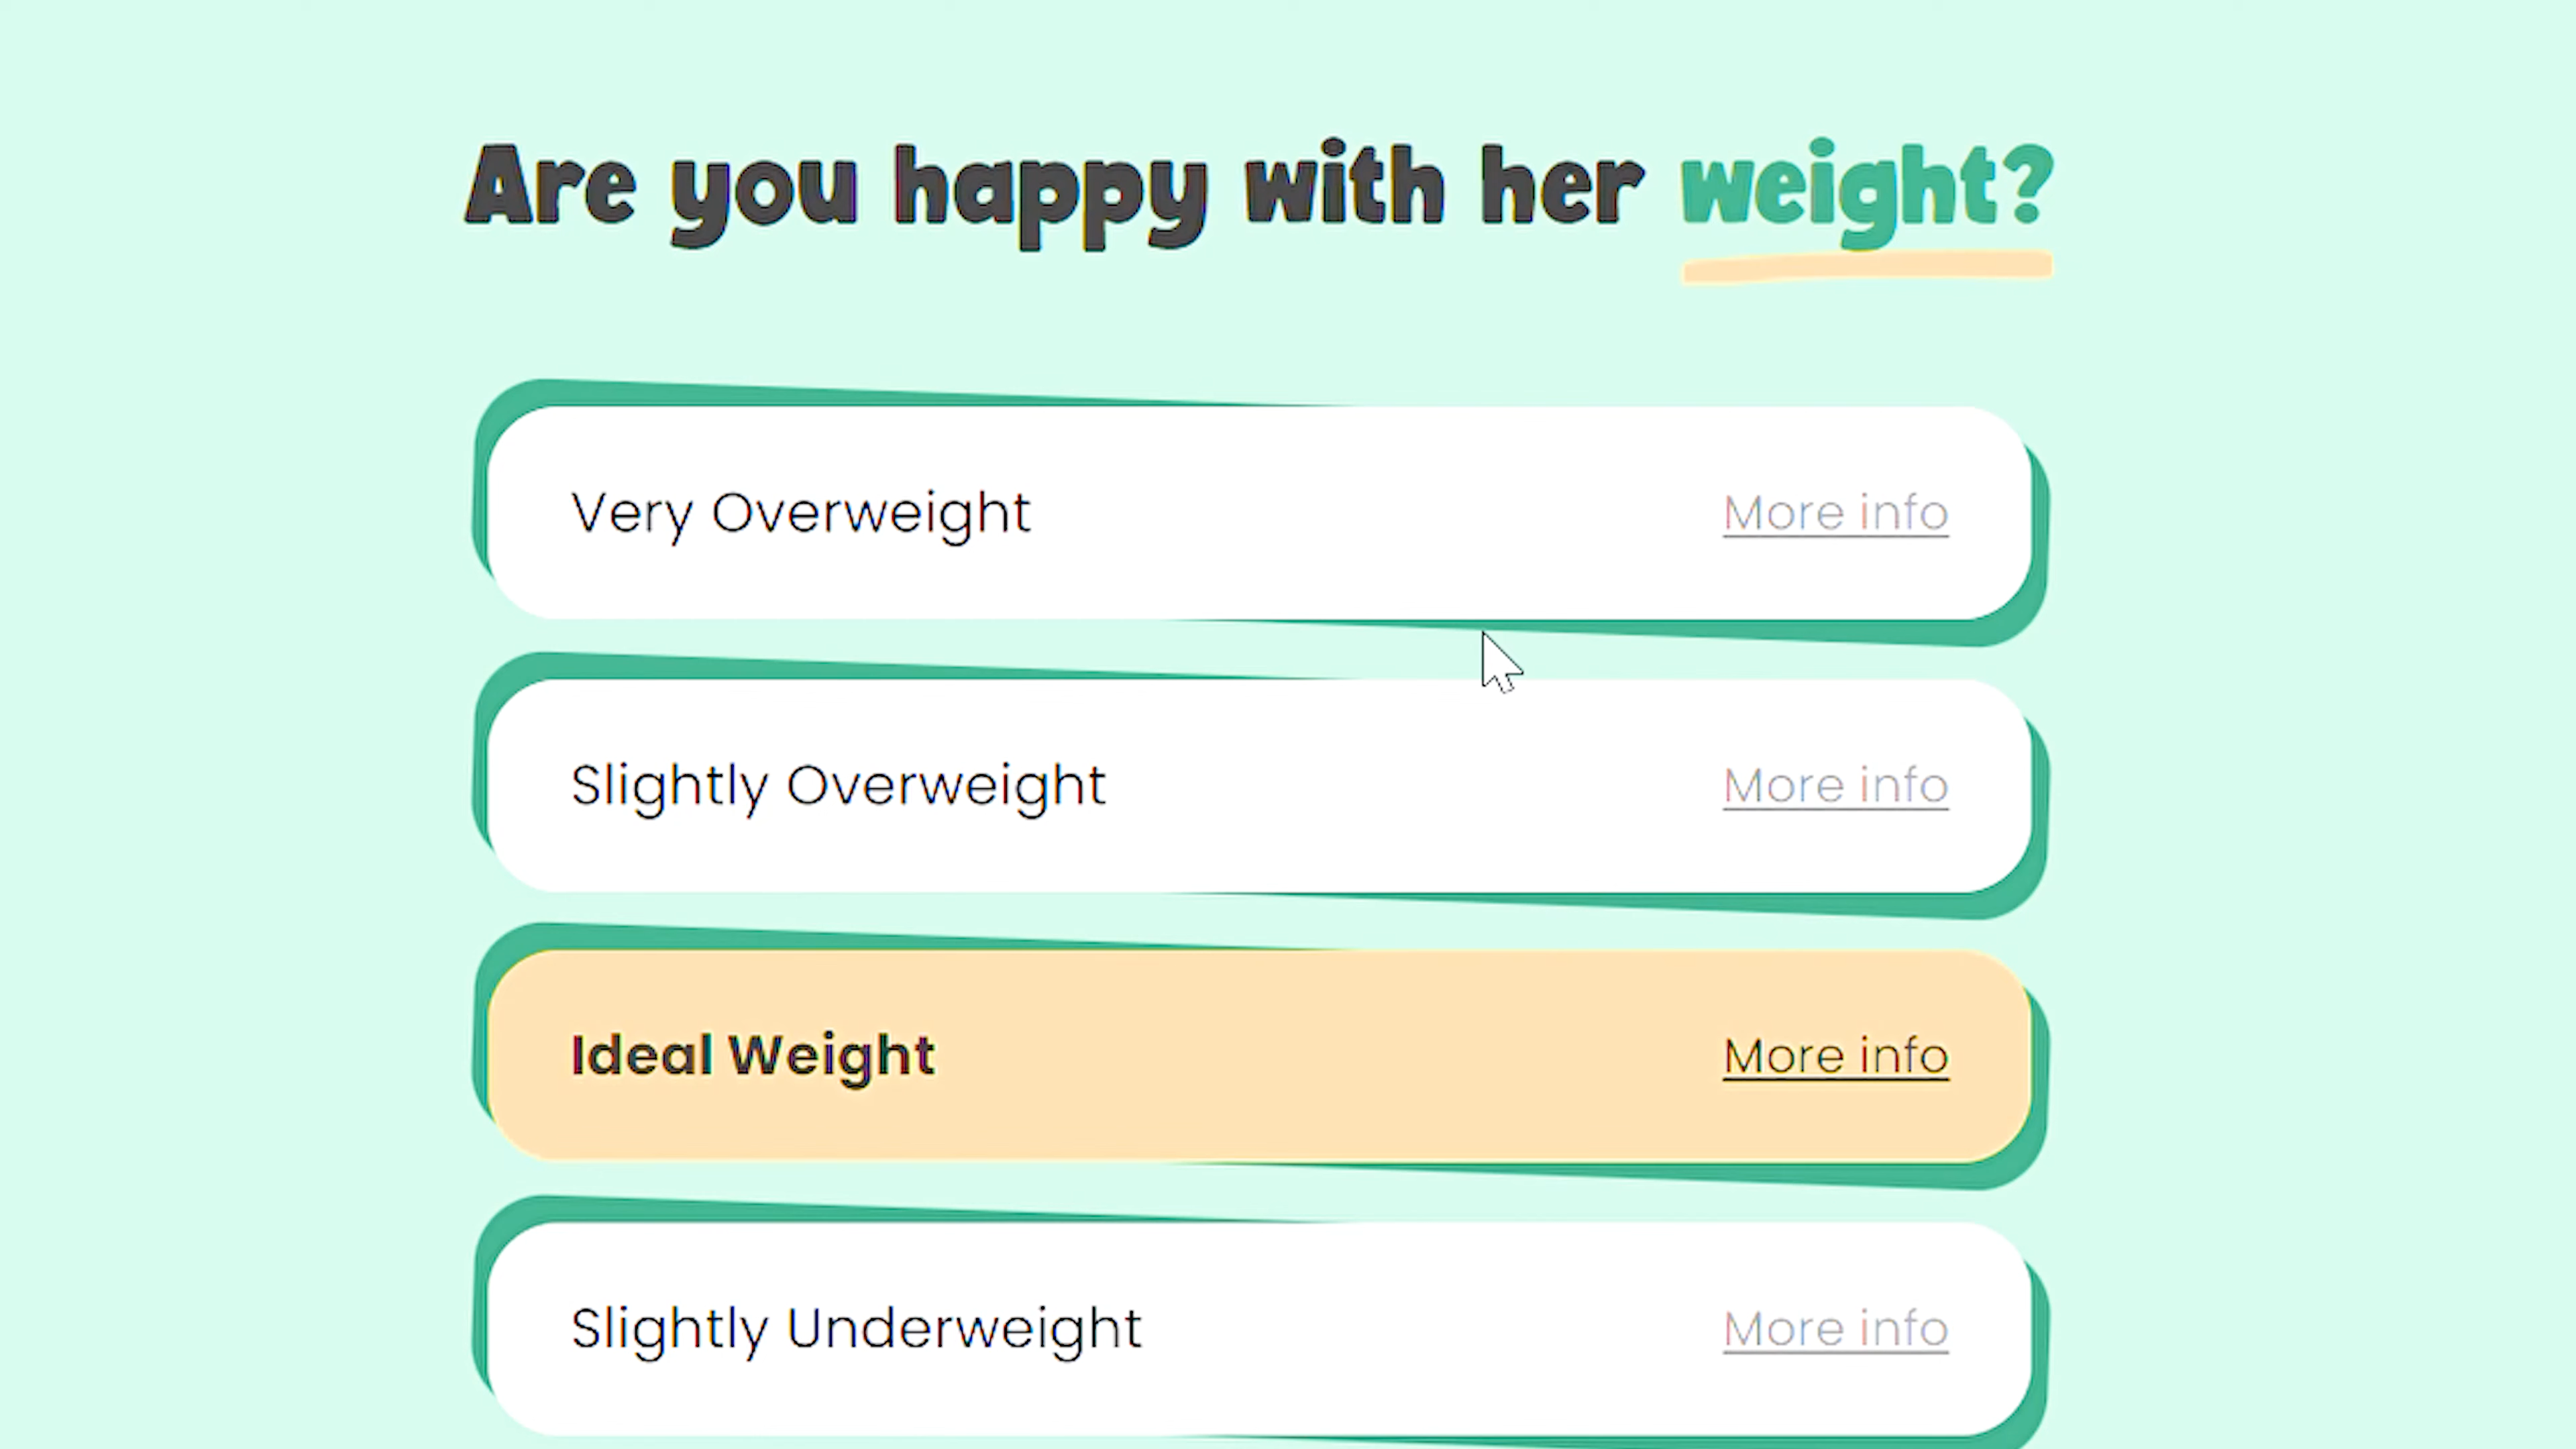 Are you happy with her weight?
Very Overweight More info
Slightly Overweight More info
Ideal Weight More info
Slightly Underweight More info